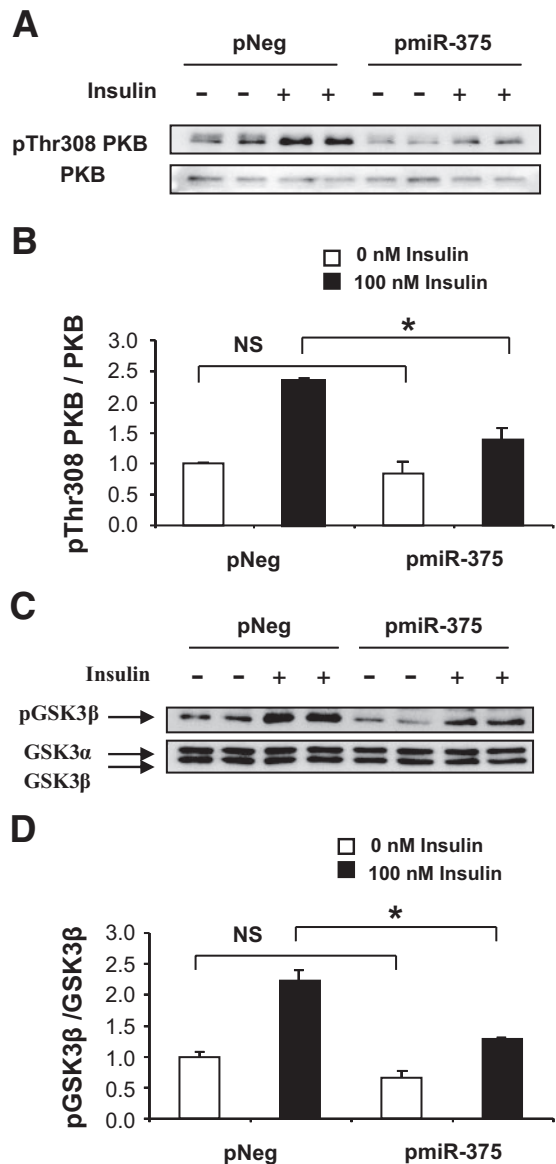 A
pNeg pmiR-375
Insulin - - + + - - + +
pThr308 PKB
PKB
B
0 nM Insulin
100 nM Insulin
pThr308 PKB / PKB
3.0
2.5
2.0
1.5
1.0
0.5
0.0
NS
*
pNeg pmiR-375
C
pNeg pmiR-375
Insulin - - + + - - + +
pGSK3β
GSK3α
GSK3β
D
0 nM Insulin
100 nM Insulin
pGSK3β /GSK3β
3.0
2.5
2.0
1.5
1.0
0.5
0.0
NS
*
pNeg pmiR-375